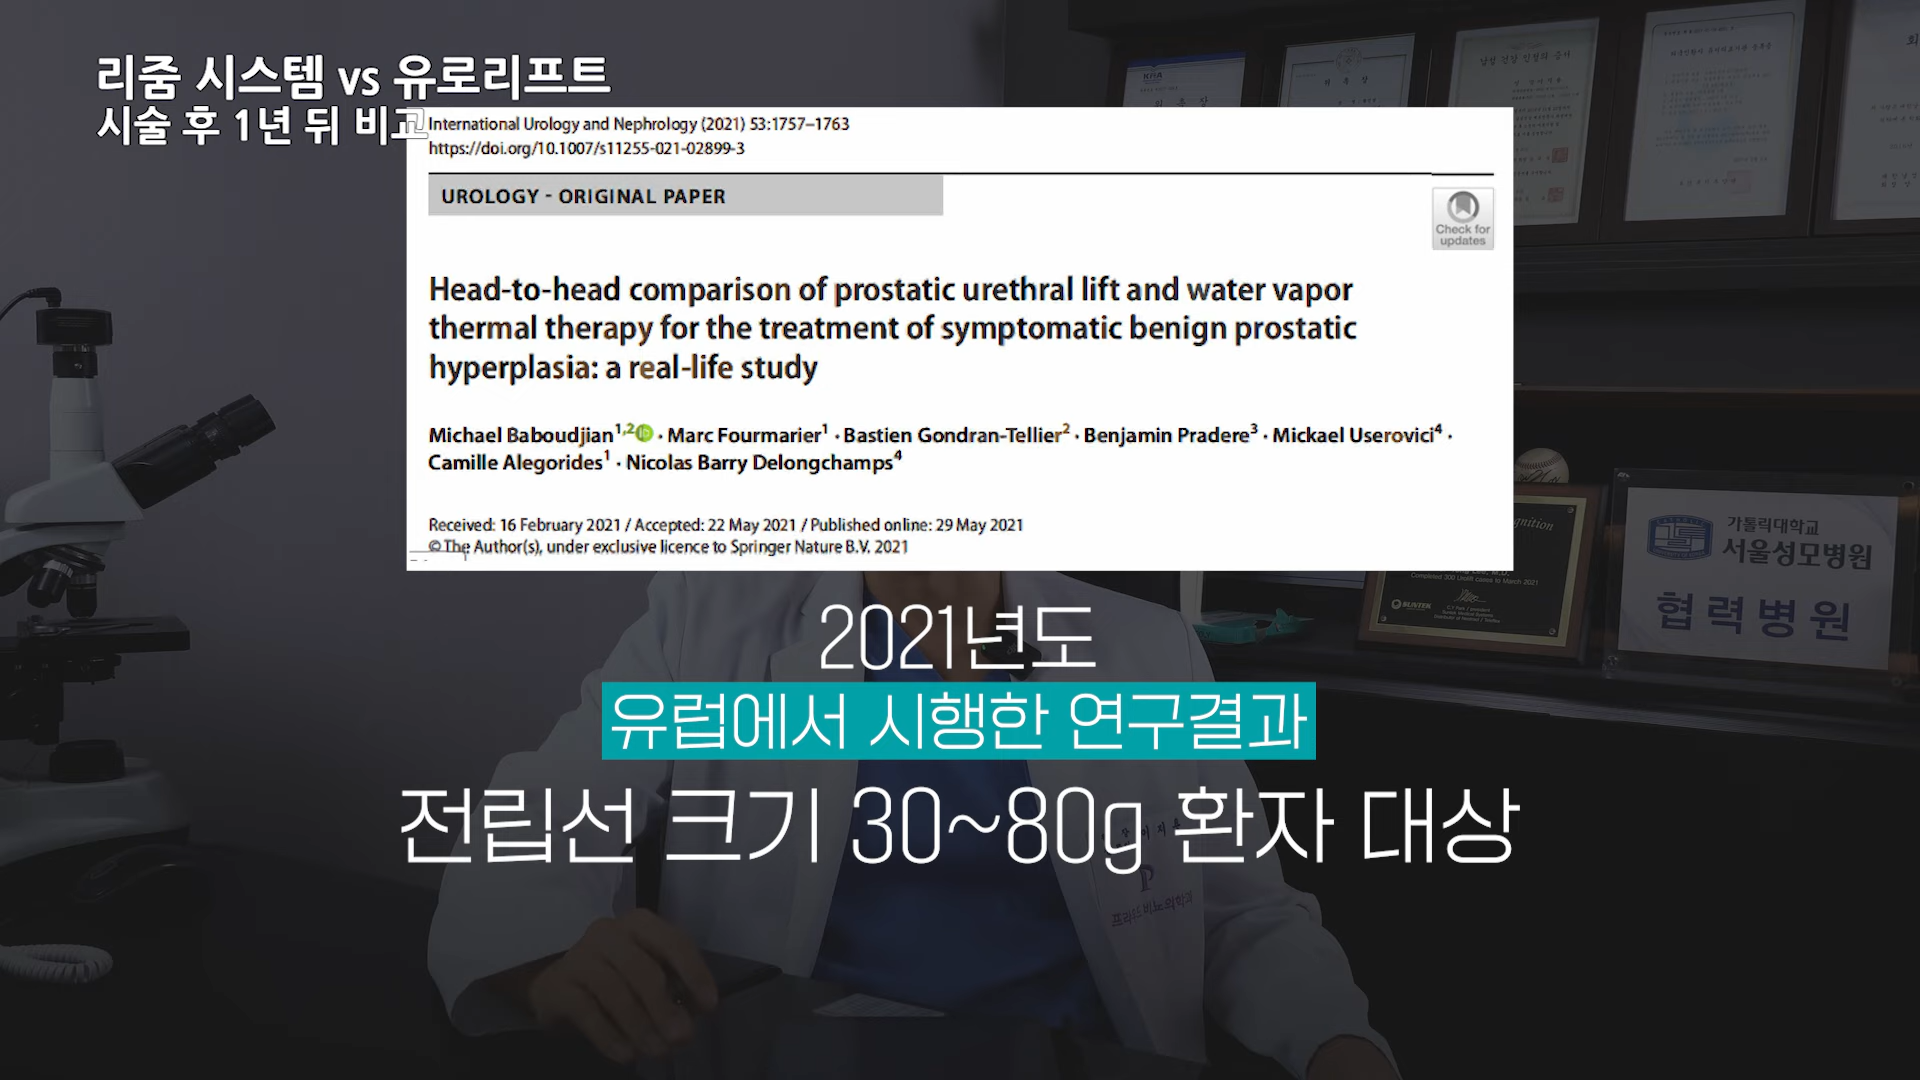 리줌 시스템 vs 유로리프트
시술 후 1년 뒤 비교
International Urology and Nephrology (2021) 53:1757–1763
https://doi.org/10.1007/s11255-021-02899-3
UROLOGY - ORIGINAL PAPER
Check for
updates
Head-to-head comparison of prostatic urethral lift and water vapor
thermal therapy for the treatment of symptomatic benign prostatic
hyperplasia: a real-life study
Michael Baboudjian1,2 · Marc Fourmarier1 · Bastien Gondran-Tellier2 · Benjamin Pradere3 · Mickael Userovici4 ·
Camille Alegorides1 · Nicolas Barry Delongchamps4
Received: 16 February 2021 / Accepted: 22 May 2021 / Published online: 29 May 2021
© The Author(s), under exclusive licence to Springer Nature B.V. 2021
가톨릭대학교
서울성모병원
협력병원
Completed 300 Urolift cases to March 2021
2021년도
유럽에서 시행한 연구결과
전립선 크기 30~80g 환자 대상